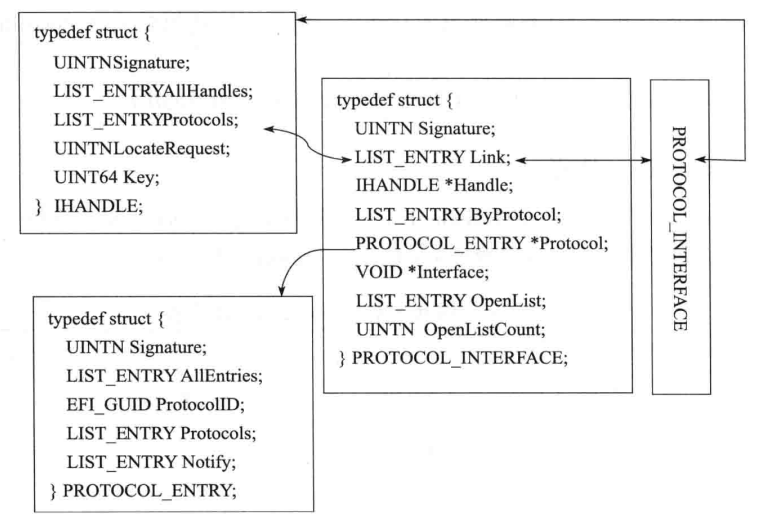 typedef struct {
UINTNSignature;
LIST_ENTRYAllHandles;
LIST_ENTRYProtocols;
UINTNLocateRequest;
UINT64 Key;
} IHANDLE;
typedef struct {
UINTN Signature;
LIST_ENTRY Link;
IHANDLE *Handle;
LIST_ENTRY ByProtocol;
PROTOCOL_ENTRY *Protocol;
VOID *Interface;
LIST_ENTRY OpenList;
UINTN OpenListCount;
} PROTOCOL_INTERFACE;
PROTOCOL_INTERFACE
typedef struct {
UINTN Signature;
LIST_ENTRY AllEntries;
EFI_GUID ProtocolID;
LIST_ENTRY Protocols;
LIST_ENTRY Notify;
} PROTOCOL_ENTRY;